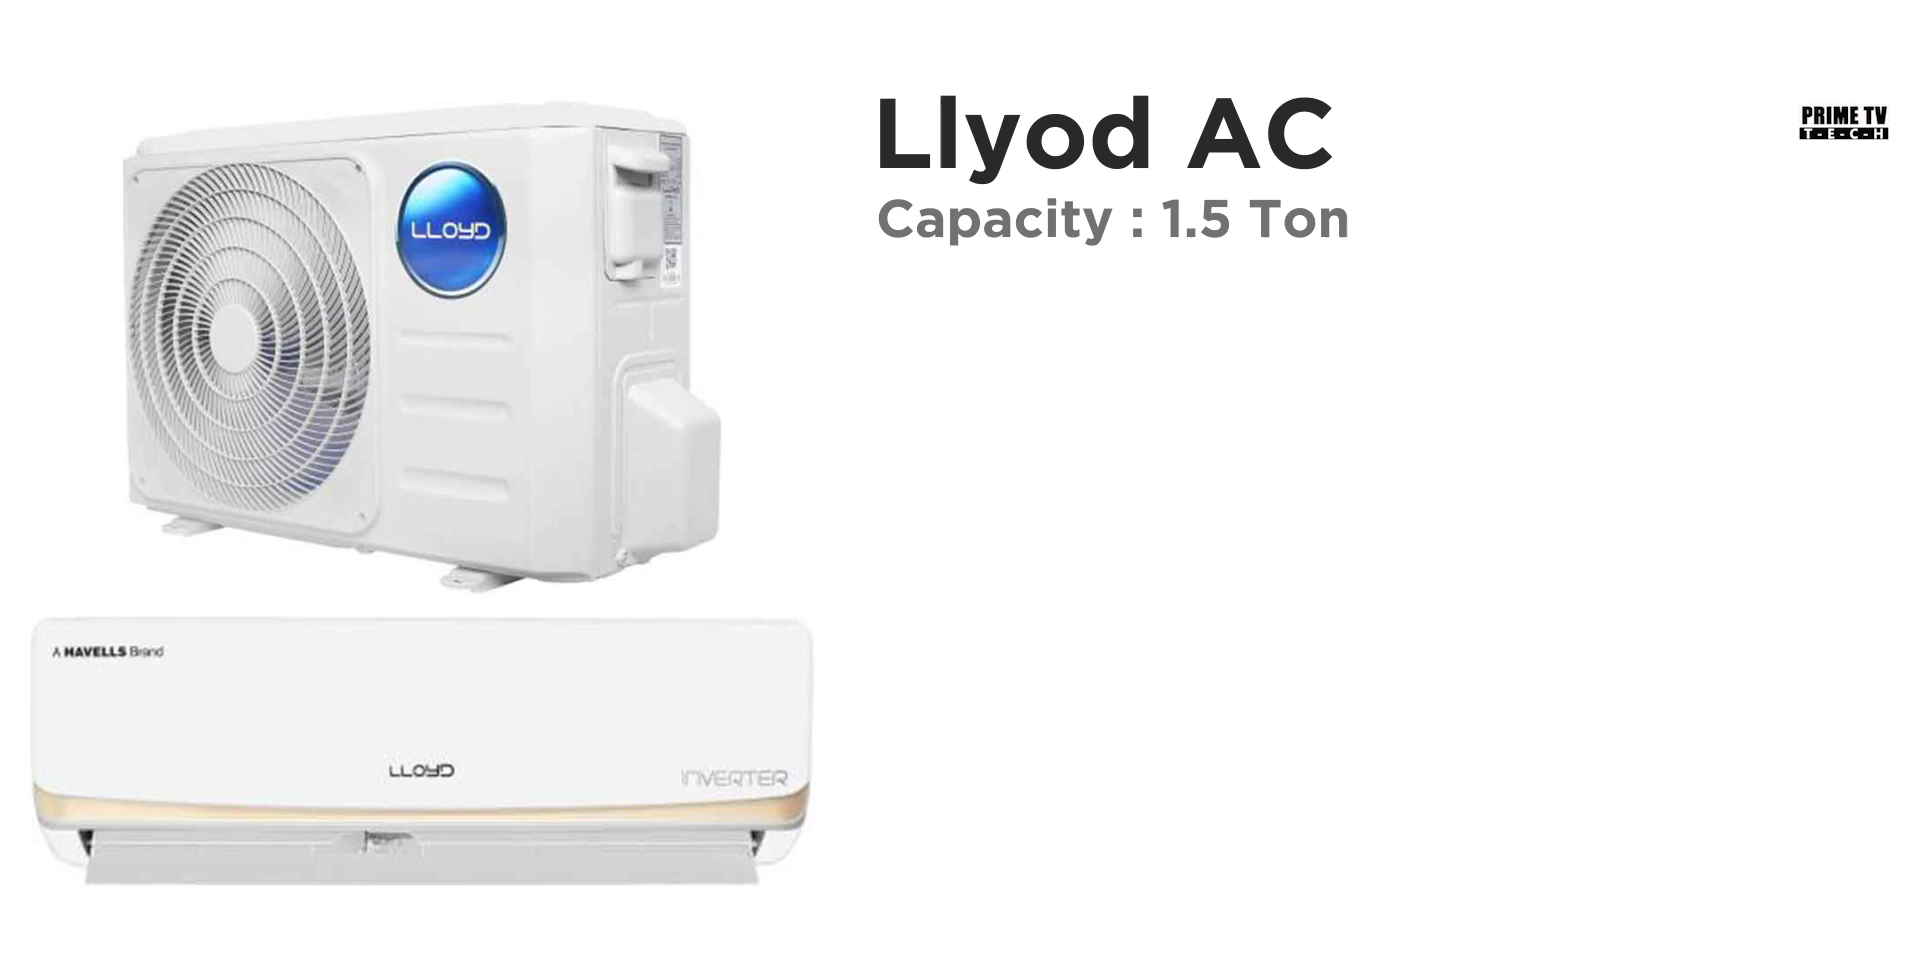 Llyod AC
Capacity : 1.5 Ton
PRIME TV
T-E-C-H
LLOYD
A HAVELLS Brand
LLOYD
INVERTER